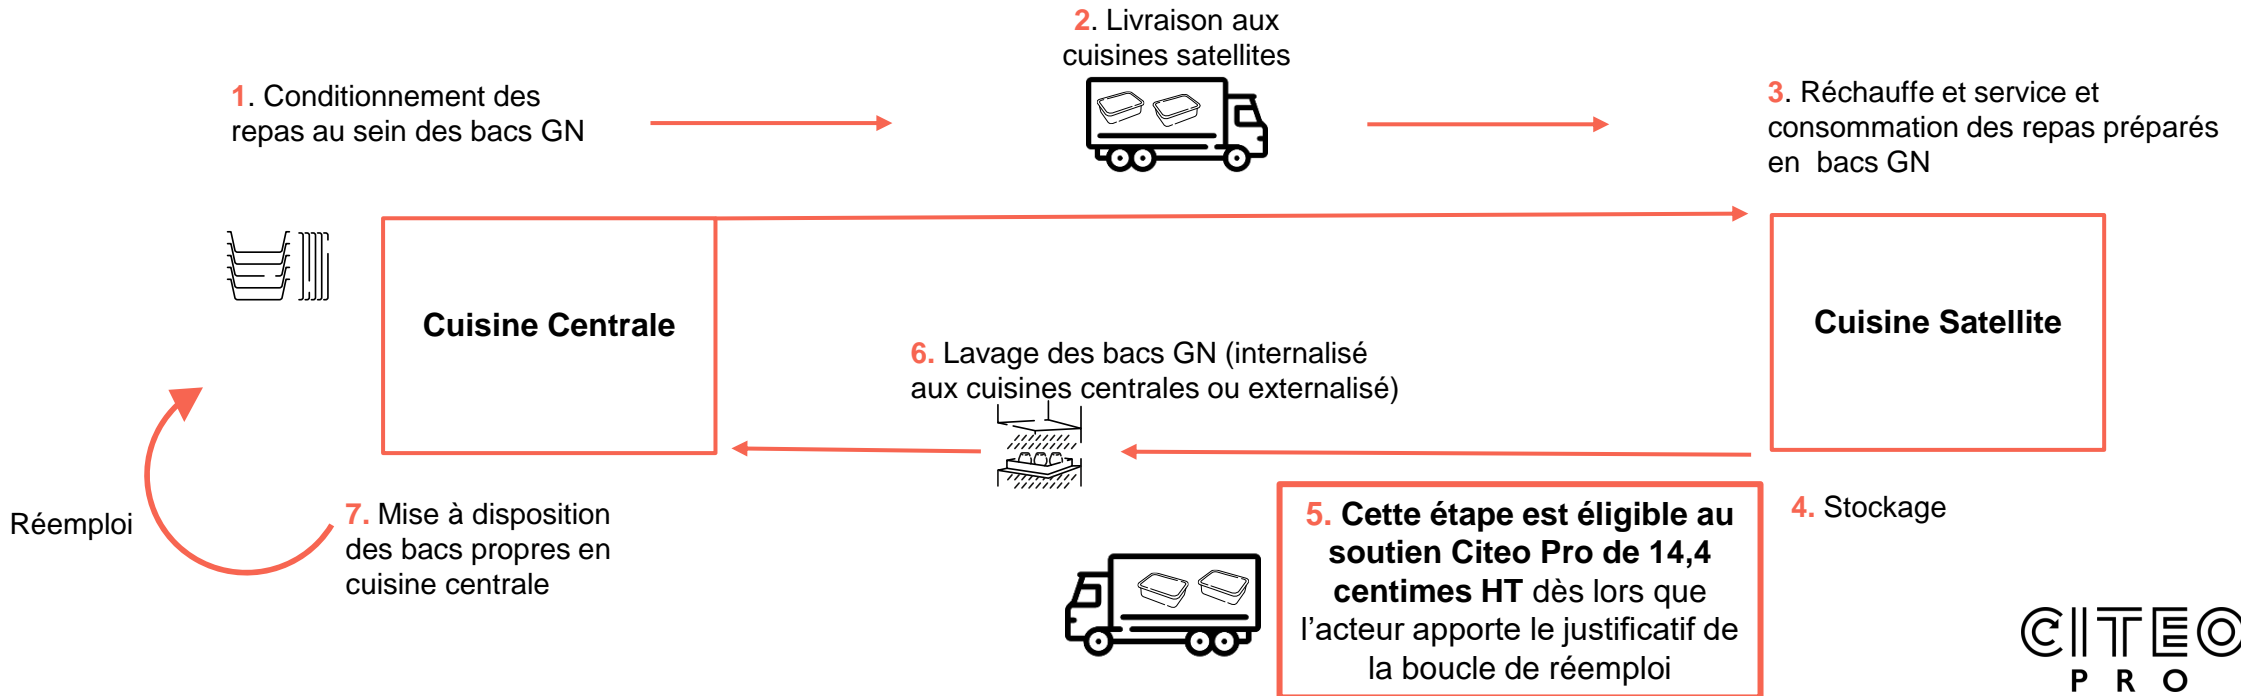 2. Livraison aux
cuisines satellites
1. Conditionnement des
repas au sein des bacs GN
3. Réchauffe et service et
consommation des repas préparés
en bacs GN
Cuisine Centrale
Cuisine Satellite
6. Lavage des bacs GN (internalisé
aux cuisines centrales ou externalisé)
5. Cette étape est éligible au
soutien Citeo Pro de 14,4
centimes HT dès lors que
l’acteur apporte le justificatif de
la boucle de réemploi
4. Stockage
7. Mise à disposition
des bacs propres en
cuisine centrale
Réemploi
CITEO
PRO